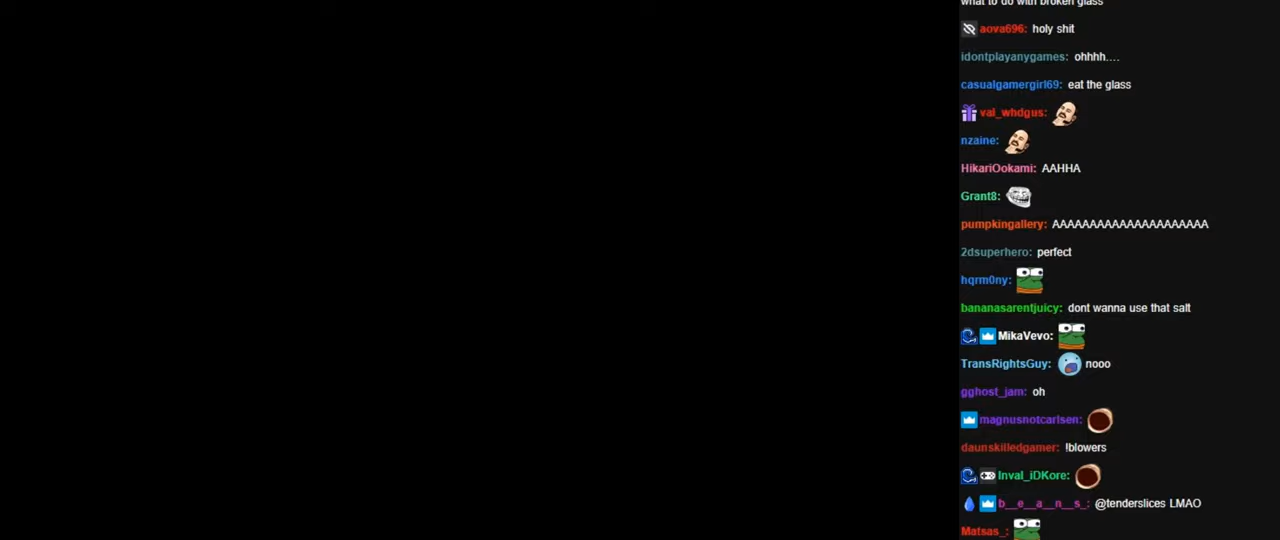 what to do with broken glass
aova696: holy shit
idontplayanygames: ohhhh....
casualgamergirl69: eat the glass
val_whdgus:
nzaine:
HikariOokami: AAHHA
Grant8:
pumpkingallery: AAAAAAAAAAAAAAAAAAAAA
2dsuperhero: perfect
hqrm0ny:
bananasarentjuicy: dont wanna use that salt
MikaVevo:
TransRightsGuy: nooo
gghost_jam: oh
magnusnotcarlsen:
daunskilledgamer: !blowers
Inval_iDKore:
b__e__a__n__s_: @tenderslices LMAO
Matsas_: